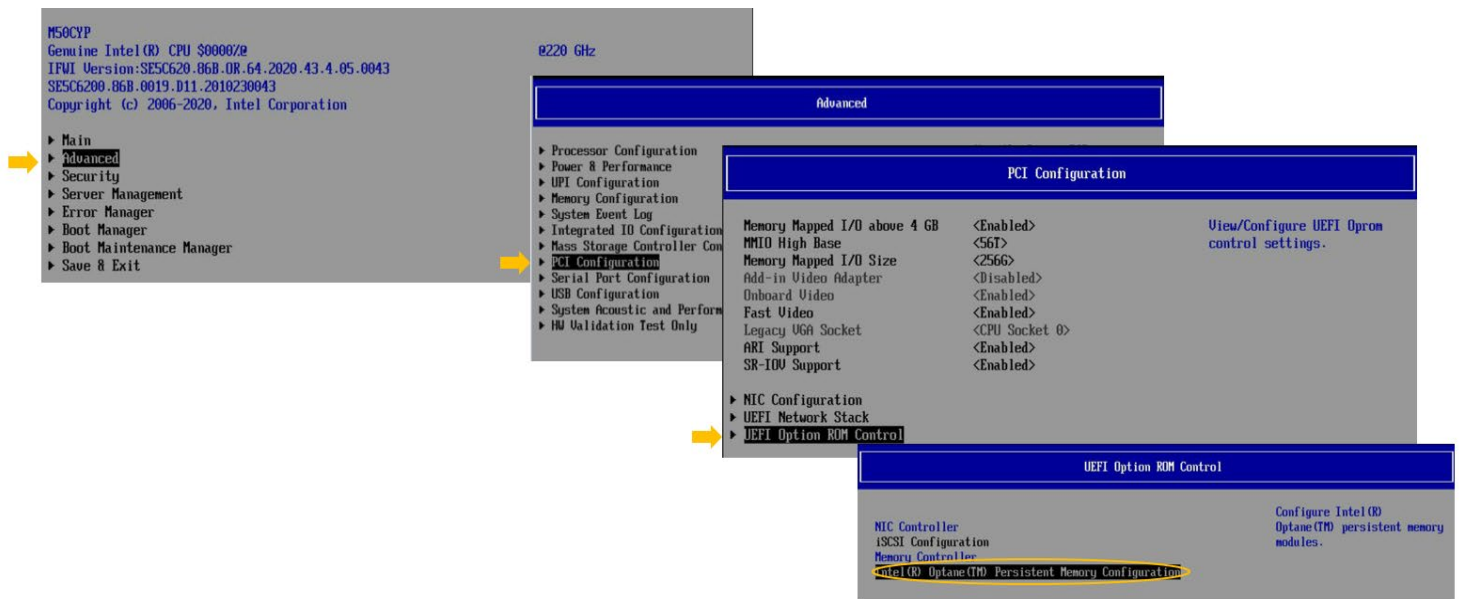 M50CYP
Genuine Intel(R) CPU $0000%@ @220 GHz
IFWI Version:SE5C620.86B.OR.64.2020.43.4.05.0043
SE5C6200.86B.0019.D11.2010230043
Copyright (c) 2006-2020, Intel Corporation
Main
Advanced
Security
Server Management
Error Manager
Boot Manager
Boot Maintenance Manager
Save & Exit
Advanced
Processor Configuration
Power & Performance
UPI Configuration
Memory Configuration
System Event Log
Integrated IO Configuration
Mass Storage Controller Con
PCI Configuration
Serial Port Configuration
USB Configuration
System Acoustic and Perform
HW Validation Test Only
PCI Configuration
Memory Mapped I/O above 4 GB <Enabled>
MMIO High Base <56T>
Memory Mapped I/O Size <256G>
Add-in Video Adapter <Disabled>
Onboard Video <Enabled>
Fast Video <Enabled>
Legacy VGA Socket <CPU Socket 0>
ARI Support <Enabled>
SR-IOV Support <Enabled>
NIC Configuration
UEFI Network Stack
UEFI Option ROM Control
View/Configure UEFI Oprom
control settings.
UEFI Option ROM Control
NIC Controller
iSCSI Configuration
Memory Controller
Intel(R) Optane(TM) Persistent Memory Configuration
Configure Intel(R)
Optane(TM) persistent memory
modules.